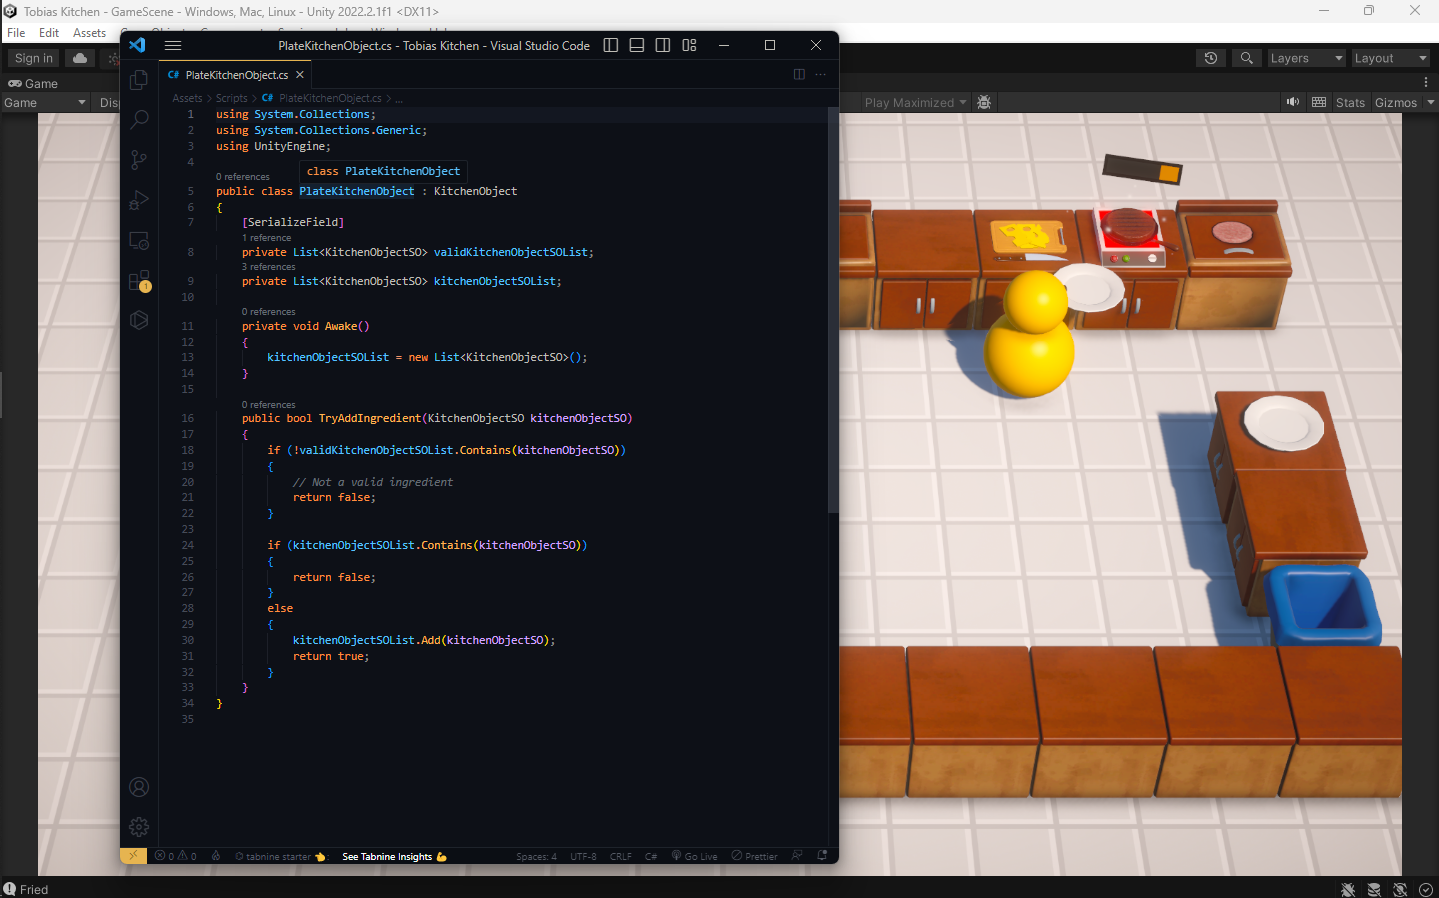 Tobias Kitchen - GameScene - Windows, Mac, Linux - Unity 2022.2.1f1 <DX11>
File Edit Assets
Sign in
Layers Layout
Game
Game
Play Maximized
Stats Gizmos
PlateKitchenObject.cs - Tobias Kitchen - Visual Studio Code
C# PlateKitchenObject.cs
Assets > Scripts > C# PlateKitchenObject.cs > ...
1 using System.Collections;
2 using System.Collections.Generic;
3 using UnityEngine;
4
class PlateKitchenObject
0 references
5 public class PlateKitchenObject : KitchenObject
6 {
7 [SerializeField]
1 reference
8 private List<KitchenObjectSO> validKitchenObjectSOList;
3 references
9 private List<KitchenObjectSO> kitchenObjectSOList;
10
0 references
11 private void Awake()
12 {
13 kitchenObjectSOList = new List<KitchenObjectSO>();
14 }
15
0 references
16 public bool TryAddIngredient(KitchenObjectSO kitchenObjectSO)
17 {
18 if (!validKitchenObjectSOList.Contains(kitchenObjectSO))
19 {
20 // Not a valid ingredient
21 return false;
22 }
23
24 if (kitchenObjectSOList.Contains(kitchenObjectSO))
25 {
26 return false;
27 }
28 else
29 {
30 kitchenObjectSOList.Add(kitchenObjectSO);
31 return true;
32 }
33 }
34 }
35
1
0 0 tabnine starter See Tabnine Insights Spaces: 4 UTF-8 CRLF C# Go Live Prettier
Fried